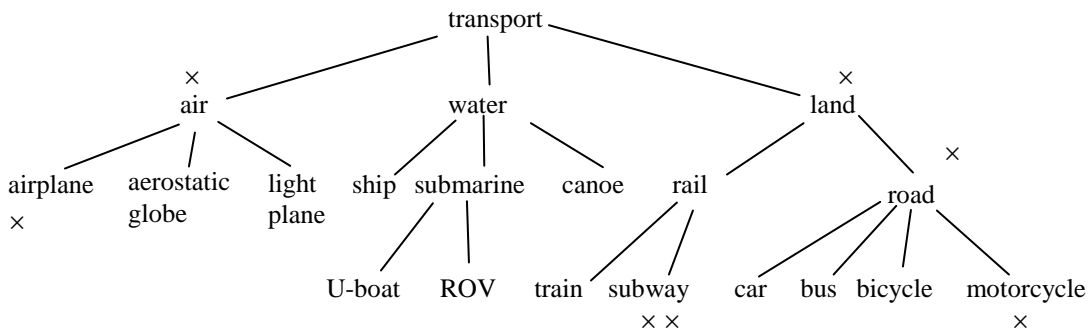 transport
×
×
air
water
land
×
airplane
aerostatic
globe
light
plane
ship
submarine
canoe
rail
road
×
U-boat
ROV
train
subway
car
bus
bicycle
motorcycle
× ×
×